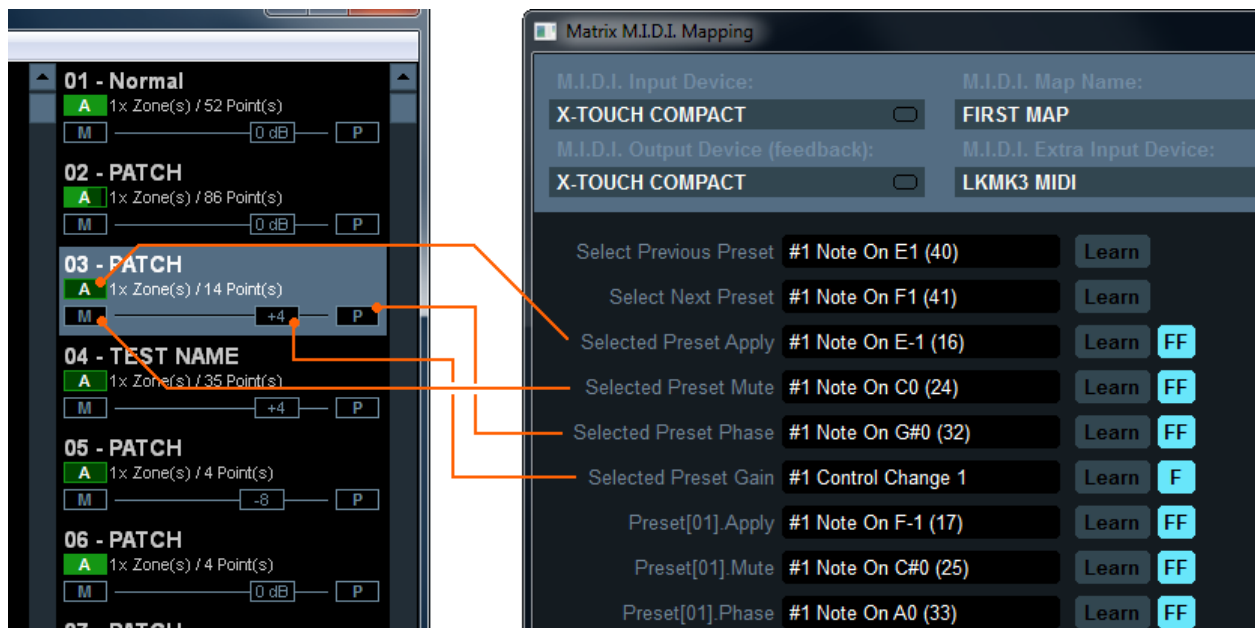 01 - Normal
A 1x Zone(s) / 52 Point(s)
M 0 dB P
02 - PATCH
A 1x Zone(s) / 86 Point(s)
M 0 dB P
03 - PATCH
A 1x Zone(s) / 14 Point(s)
M +4 P
04 - TEST NAME
A 1x Zone(s) / 35 Point(s)
M +4 P
05 - PATCH
A 1x Zone(s) / 4 Point(s)
M -8 P
06 - PATCH
A 1x Zone(s) / 4 Point(s)
M 0 dB P
07 - PATCH
Matrix M.I.D.I. Mapping
M.I.D.I. Input Device: M.I.D.I. Map Name:
X-TOUCH COMPACT FIRST MAP
M.I.D.I. Output Device (feedback): M.I.D.I. Extra Input Device:
X-TOUCH COMPACT LKMK3 MIDI
Select Previous Preset #1 Note On E1 (40) Learn
Select Next Preset #1 Note On F1 (41) Learn
Selected Preset Apply #1 Note On E-1 (16) Learn FF
Selected Preset Mute #1 Note On C0 (24) Learn FF
Selected Preset Phase #1 Note On G#0 (32) Learn FF
Selected Preset Gain #1 Control Change 1 Learn F
Preset[01].Apply #1 Note On F-1 (17) Learn FF
Preset[01].Mute #1 Note On C#0 (25) Learn FF
Preset[01].Phase #1 Note On A0 (33) Learn FF